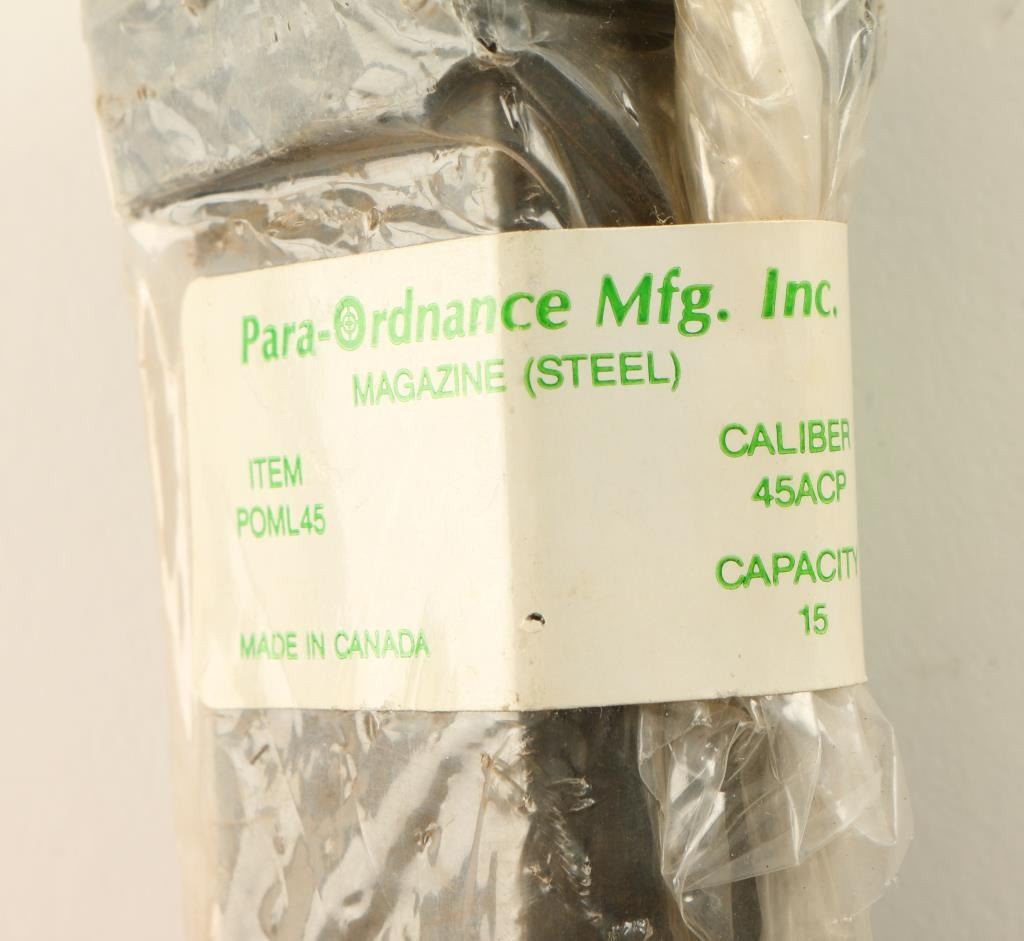 Para-Ordnance Mfg. Inc.
MAGAZINE (STEEL)
ITEM
POML45
CALIBER
45ACP
CAPACITY
15
MADE IN CANADA